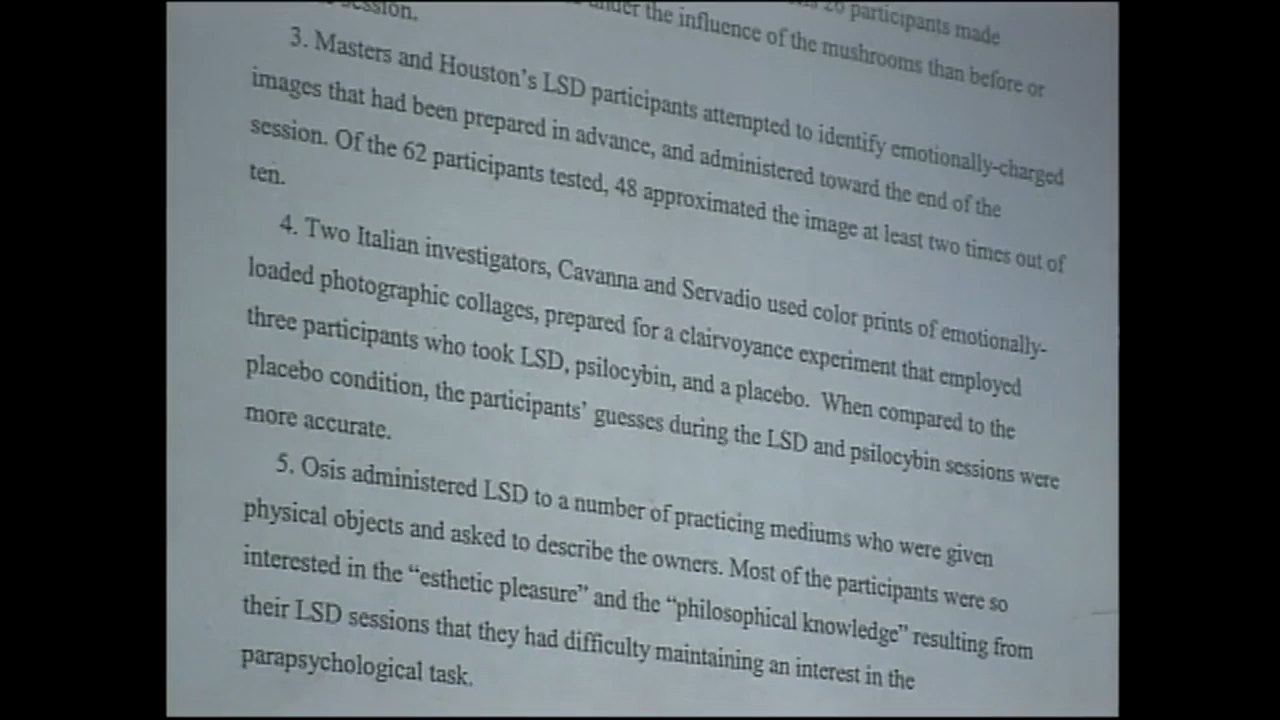 26 participants made
session.
under the influence of the mushrooms than before or
3. Masters and Houston's LSD participants attempted to identify emotionally-charged
images that had been prepared in advance, and administered toward the end of the
session. Of the 62 participants tested, 48 approximated the image at least two times out of
ten.
4. Two Italian investigators, Cavanna and Servadio used color prints of emotionally-
loaded photographic collages, prepared for a clairvoyance experiment that employed
three participants who took LSD, psilocybin, and a placebo. When compared to the
placebo condition, the participants' guesses during the LSD and psilocybin sessions were
more accurate.
5. Osis administered LSD to a number of practicing mediums who were given
physical objects and asked to describe the owners. Most of the participants were so
interested in the “esthetic pleasure” and the “philosophical knowledge” resulting from
their LSD sessions that they had difficulty maintaining an interest in the
parapsychological task.